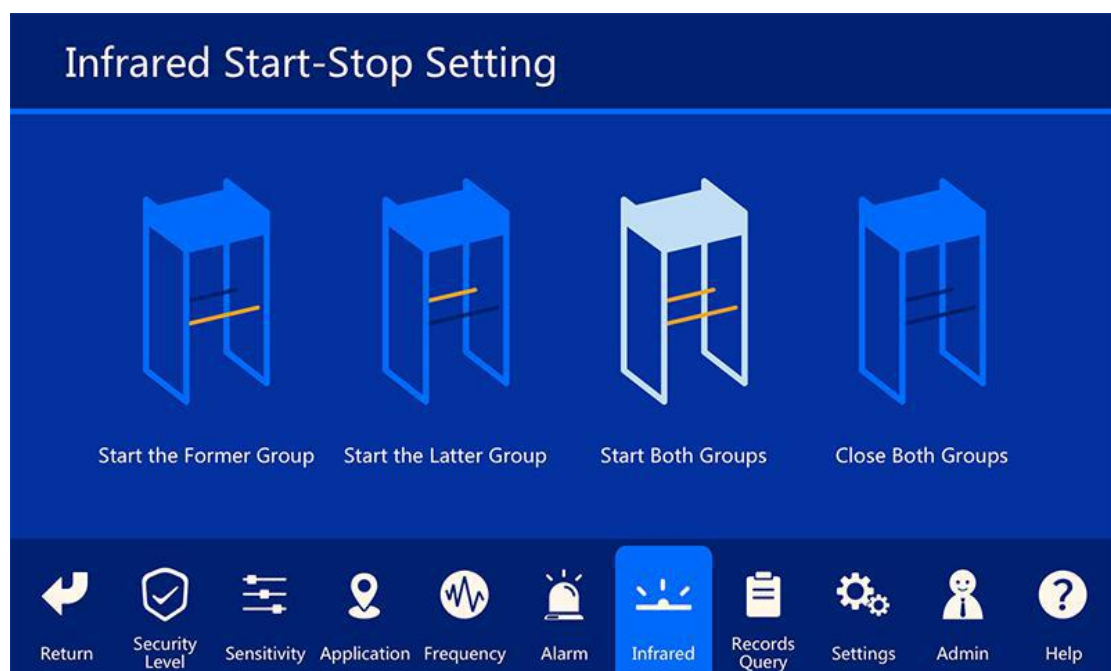 Infrared Start-Stop Setting
Start the Former Group
Start the Latter Group
Start Both Groups
Close Both Groups
Return
Security
Level
Sensitivity
Application
Frequency
Alarm
Infrared
Records
Query
Settings
Admin
Help